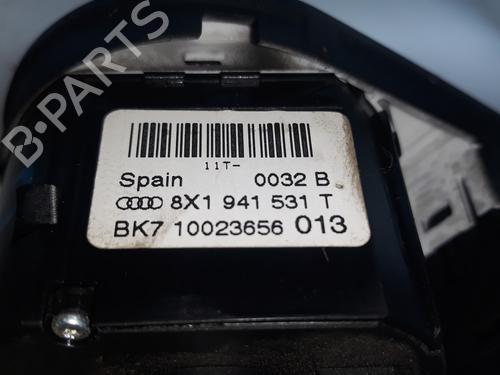 11T-
Spain 0032 B
8X1 941 531 T
BK7 10023656 013
B-PARTS